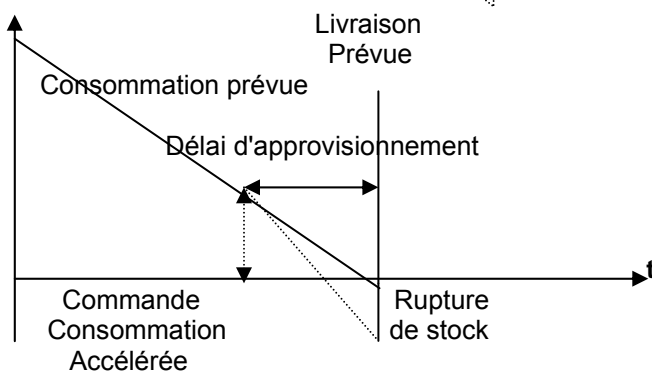 Livraison
Prévue
Consommation prévue
Délai d'approvisionnement
t
Commande
Consommation
Accélérée
Rupture
de stock